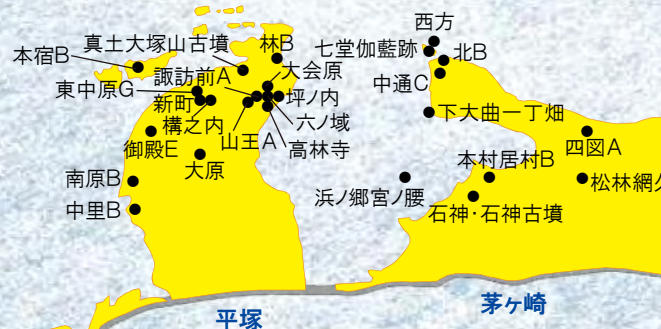 本宿B
真土大塚山古墳
林B
東中原G
諏訪前A
大会原
新町
坪ノ内
構之内
山王A
六ノ域
御殿E
大原
高林寺
南原B
中里B
西方
七堂伽藍跡
北B
中通C
下大曲一丁畑
四図A
本村居村B
浜ノ郷宮ノ腰
石神・石神古墳
松林網久
平塚
茅ヶ崎